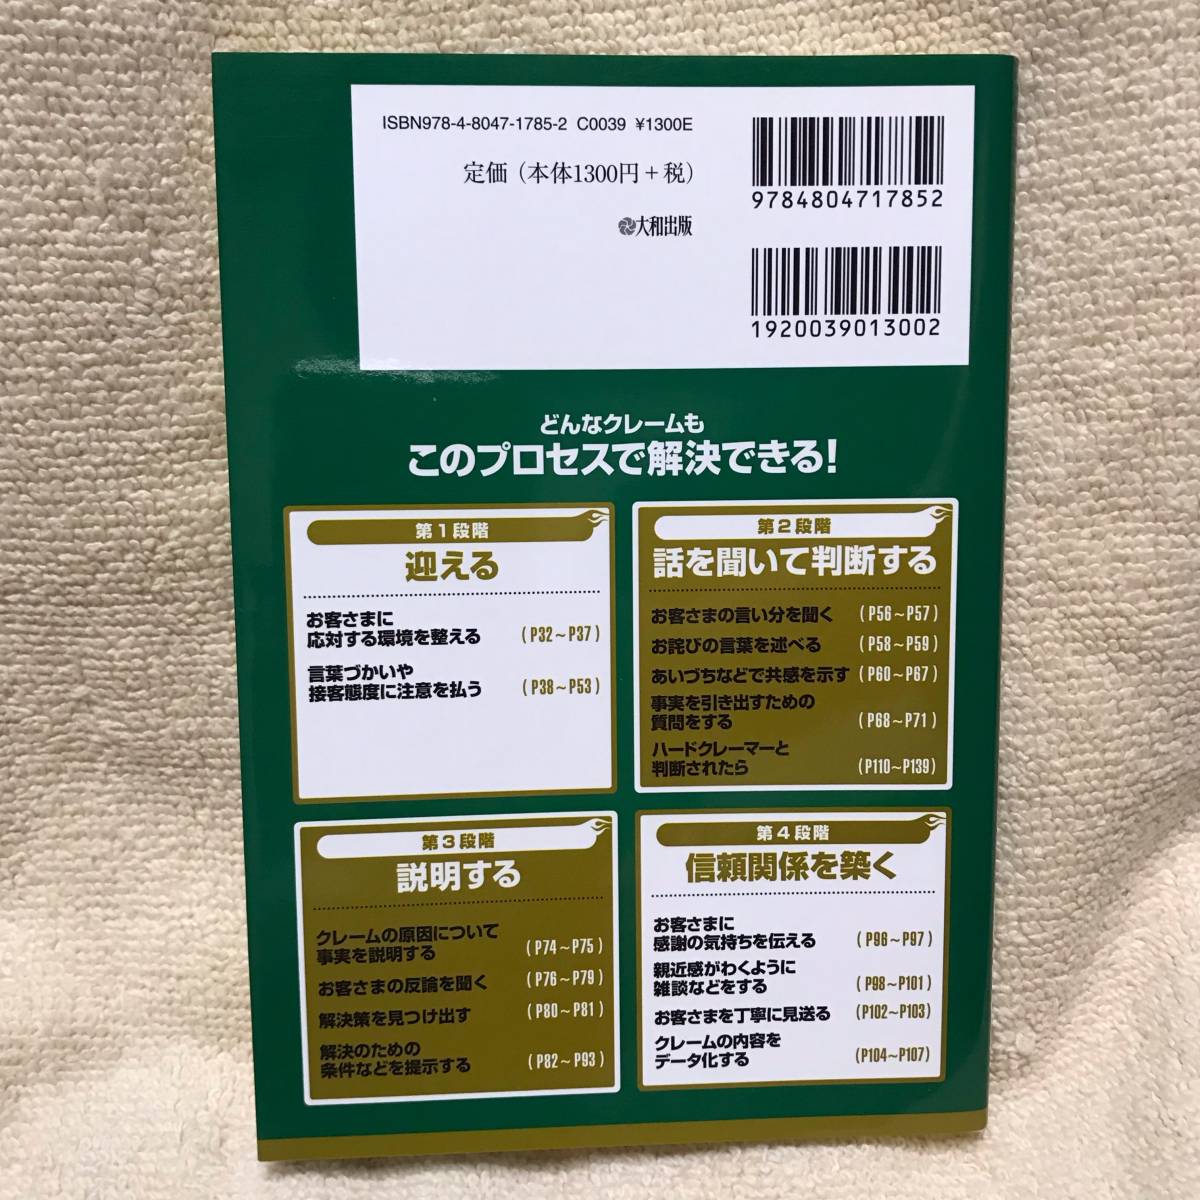 ISBN978-4-8047-1785-2 C0039 ¥1300E
定価（本体1300円＋税）
大和出版
9784804717852
1920039013002
どんなクレームも
このプロセスで解決できる！
第1段階
迎える
お客さまに
応対する環境を整える （P32～P37）
言葉づかいや
接客態度に注意を払う （P38～P53）
第2段階
話を聞いて判断する
お客さまの言い分を聞く （P56～P57）
お詫びの言葉を述べる （P58～P59）
あいづちなどで共感を示す （P60～P67）
事実を引き出すための
質問をする （P68～P71）
ハードクレーマーと
判断されたら （P110～P139）
第3段階
説明する
クレームの原因について
事実を説明する （P74～P75）
お客さまの反論を聞く （P76～P79）
解決策を見つけ出す （P80～P81）
解決のための
条件などを提示する （P82～P93）
第4段階
信頼関係を築く
お客さまに
感謝の気持ちを伝える （P96～P97）
親近感がわくように
雑談などをする （P98～P101）
お客さまを丁寧に見送る （P102～P103）
クレームの内容を
データ化する （P104～P107）